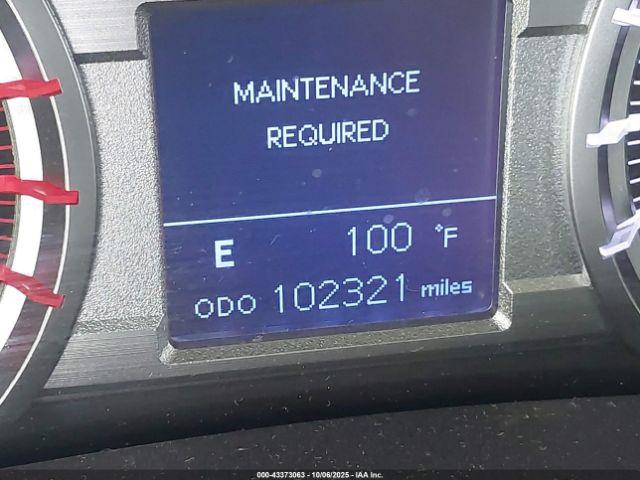 MAINTENANCE
REQUIRED
E 100 °F
ODO 102321 miles
000-43373063 - 10/06/2025 - IAA Inc.